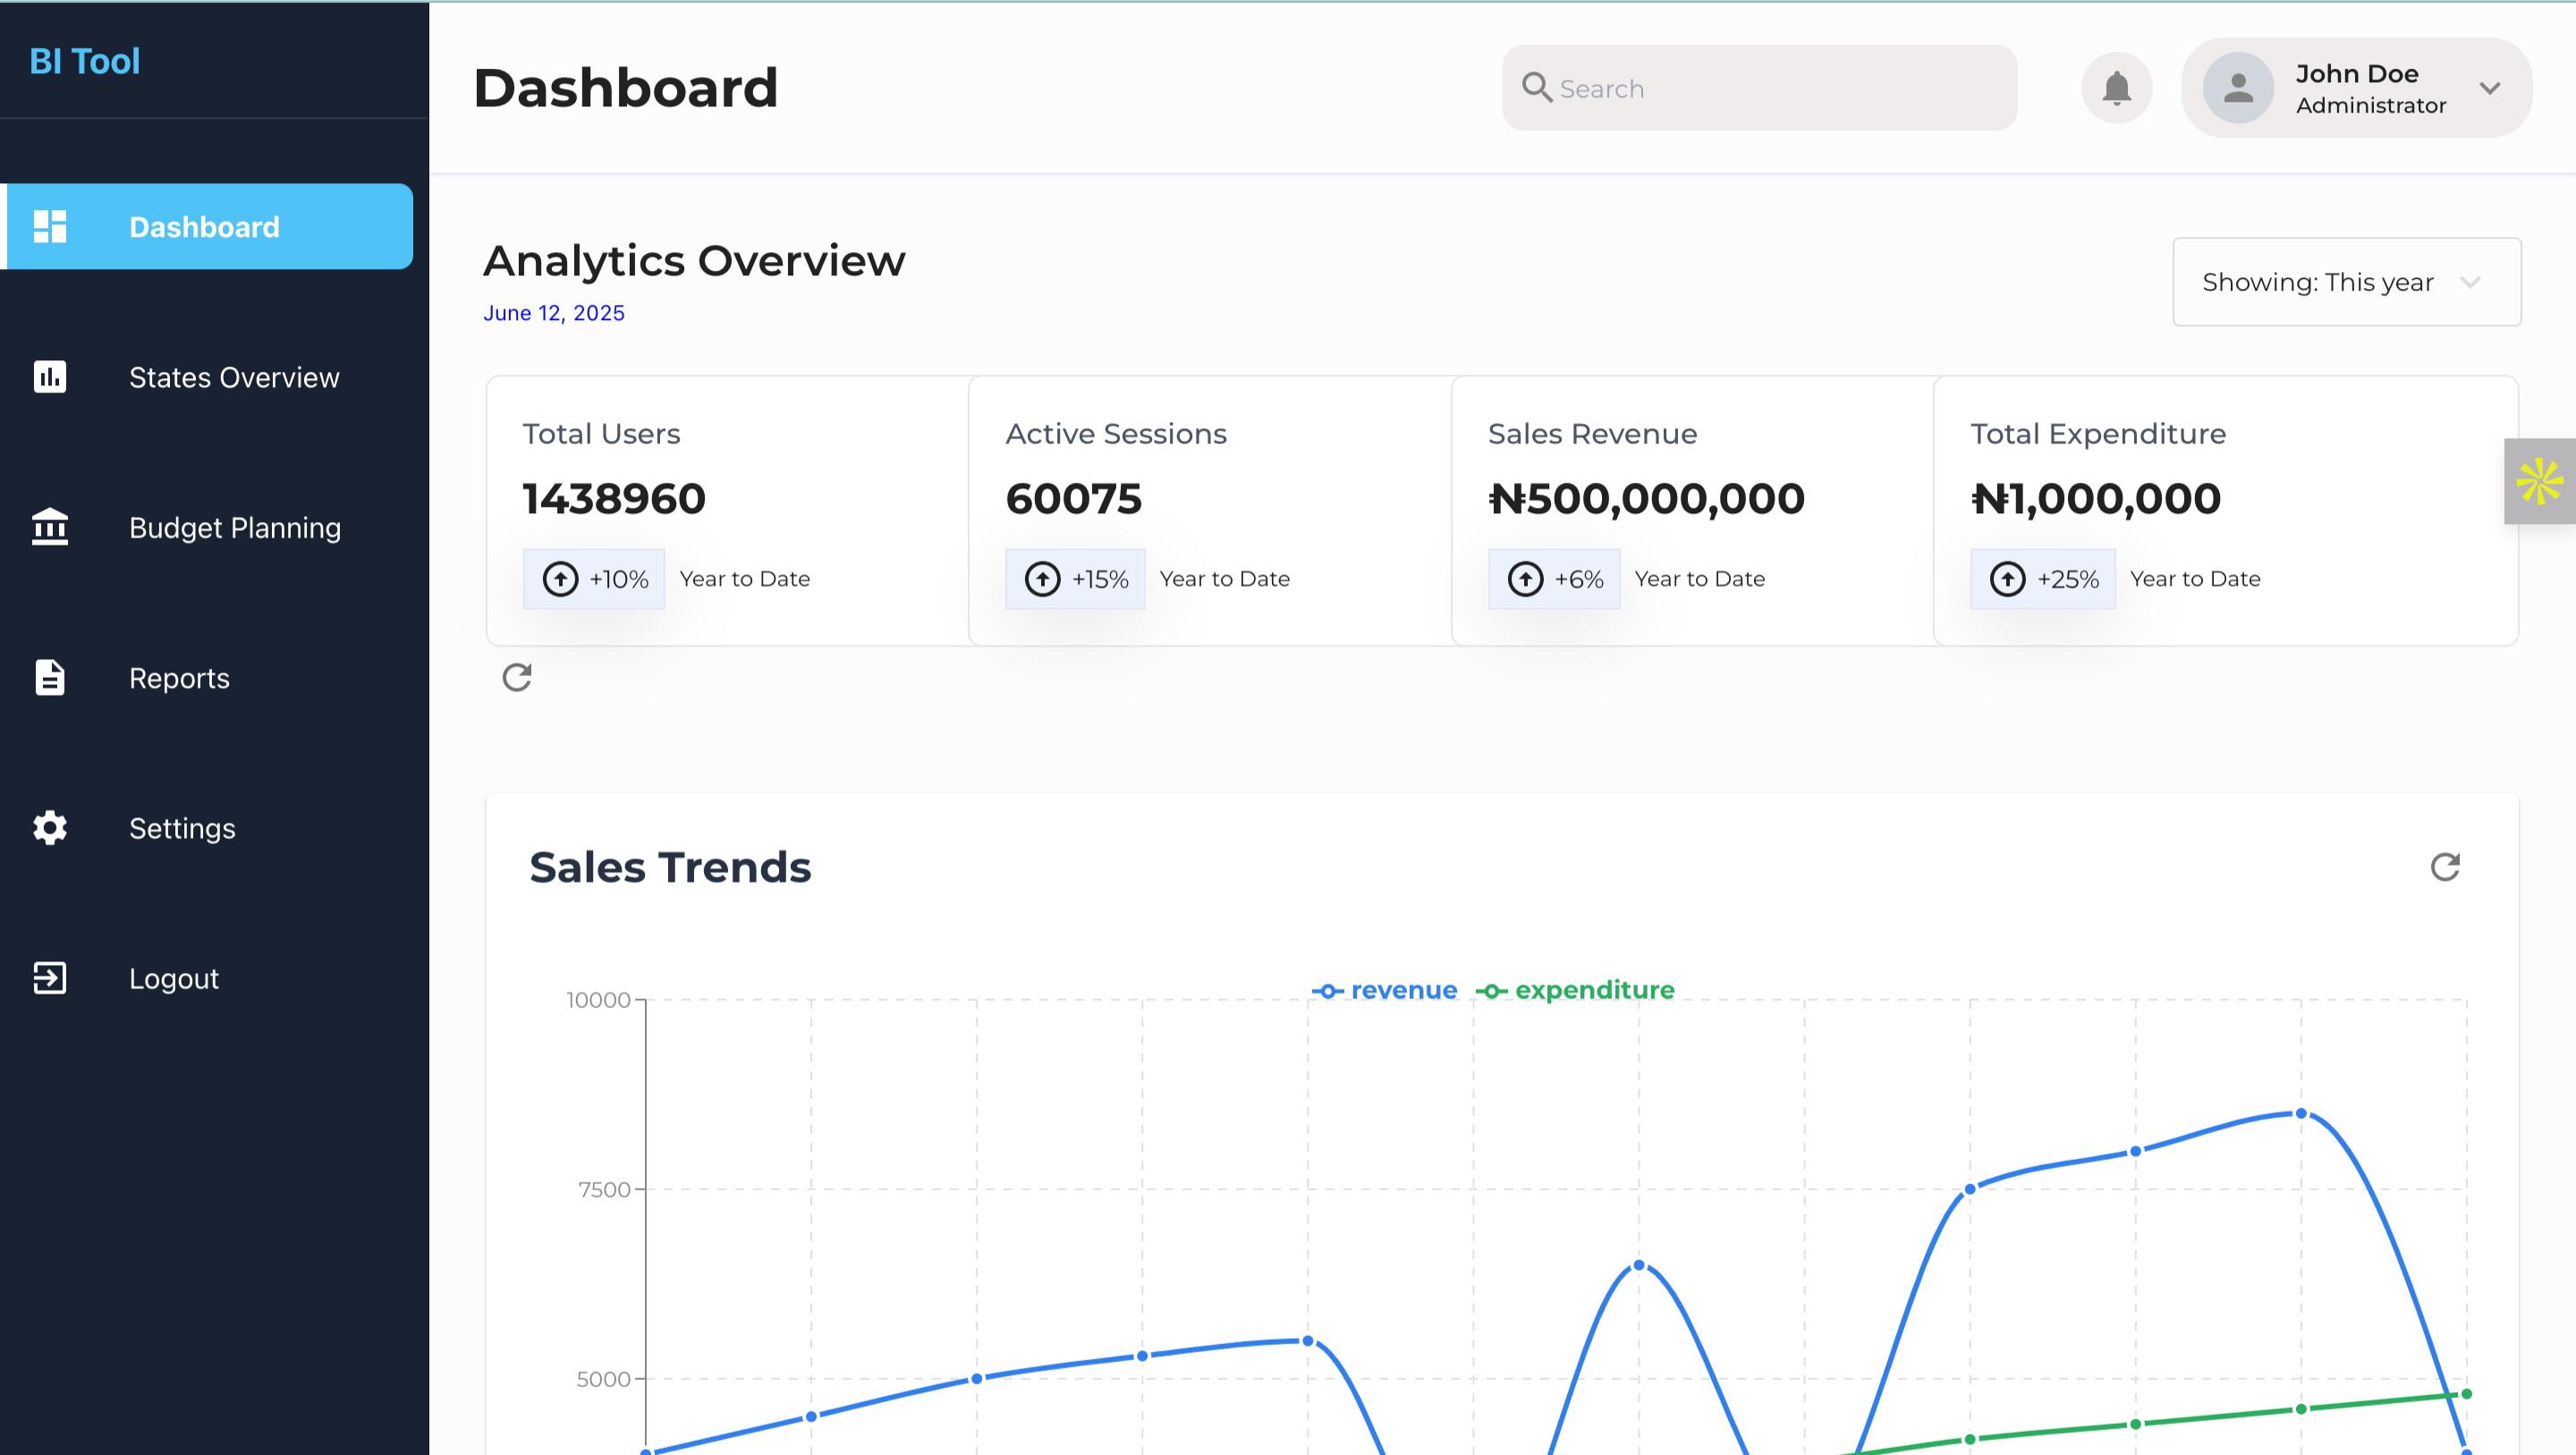 BI Tool
Dashboard
States Overview
Budget Planning
Reports
Settings
Logout
Dashboard
Search
John Doe
Administrator
Analytics Overview
June 12, 2025
Showing: This year
Total Users
1438960
+10% Year to Date
Active Sessions
60075
+15% Year to Date
Sales Revenue
₦500,000,000
+6% Year to Date
Total Expenditure
₦1,000,000
+25% Year to Date
Sales Trends
revenue expenditure
10000
7500
5000